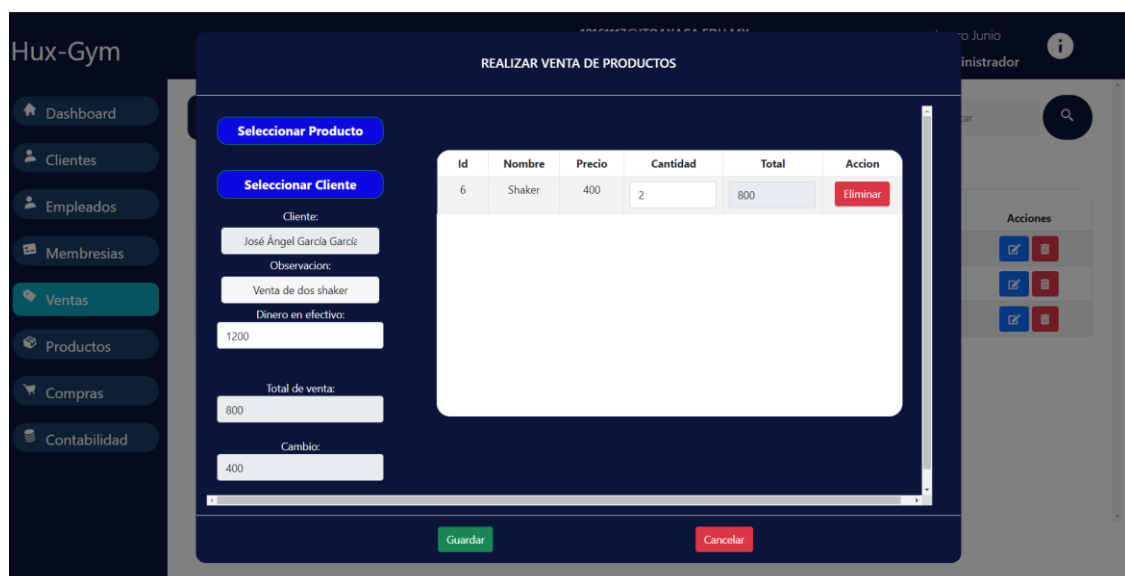 Hux-Gym
Junio
Dashboard
Clientes
Empleados
Membresias
Ventas
Productos
Compras
Contabilidad
REALIZAR VENTA DE PRODUCTOS
Seleccionar Producto
Seleccionar Cliente
Cliente:
José Ángel García García
Observacion:
Venta de dos shaker
Dinero en efectivo:
1200
Total de venta:
800
Cambio:
400
Id Nombre Precio Cantidad Total Accion
6 Shaker 400 2 800 Eliminar
Acciones
Guardar
Cancelar